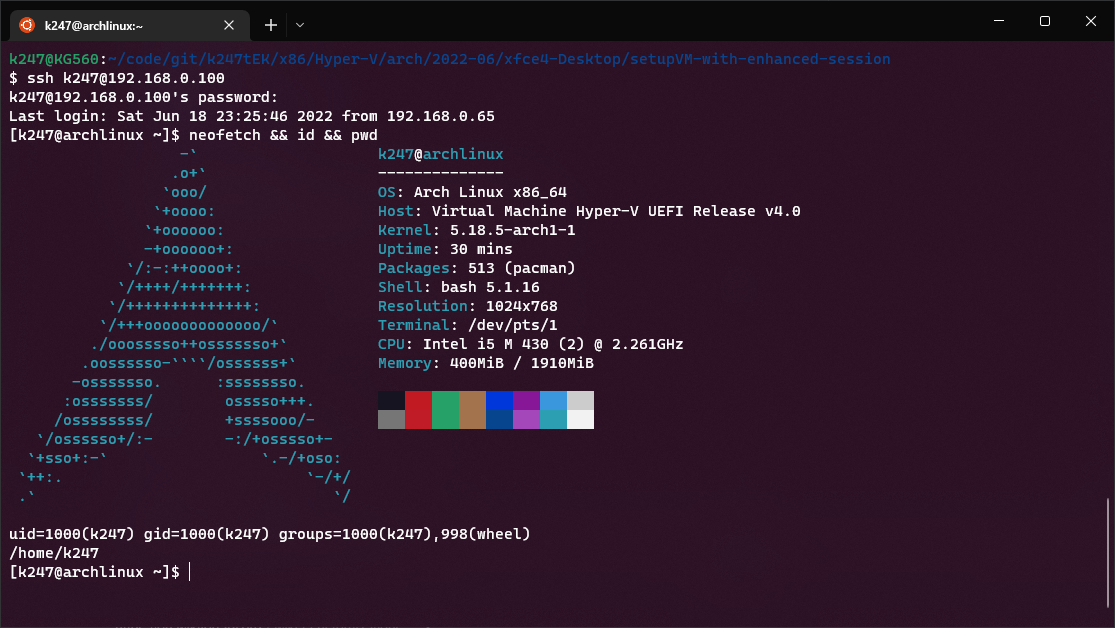 k247@archlinux:~
k247@KG560:~/code/git/k247tEK/x86/Hyper-V/arch/2022-06/xfce4-Desktop/setupVM-with-enhanced-session
$ ssh k247@192.168.0.100
k247@192.168.0.100's password:
Last login: Sat Jun 18 23:25:46 2022 from 192.168.0.65
[k247@archlinux ~]$ neofetch && id && pwd
                   -`                    k247@archlinux
                  .o+`                   --------------
                 `ooo/                   OS: Arch Linux x86_64
                `+oooo:                  Host: Virtual Machine Hyper-V UEFI Release v4.0
               `+oooooo:                 Kernel: 5.18.5-arch1-1
               -+oooooo+:                Uptime: 30 mins
             `/:-:++oooo+:               Packages: 513 (pacman)
            `/++++/+++++++:              Shell: bash 5.1.16
           `/++++++++++++++:             Resolution: 1024x768
          `/+++ooooooooooooo/`           Terminal: /dev/pts/1
         ./ooosssso++osssssso+`          CPU: Intel i5 M 430 (2) @ 2.261GHz
        .oossssso-````/ossssss+`         Memory: 400MiB / 1910MiB
       -osssssso.      :ssssssso.
      :osssssss/        osssso+++.
     /ossssssss/        +ssssooo/-
   `/ossssso+/:-        -:/+osssso+-
  `+sso+:-`                 `.-/+oso:
 `++:.                           `-/+/
 .`                                 `/
uid=1000(k247) gid=1000(k247) groups=1000(k247),998(wheel)
/home/k247
[k247@archlinux ~]$